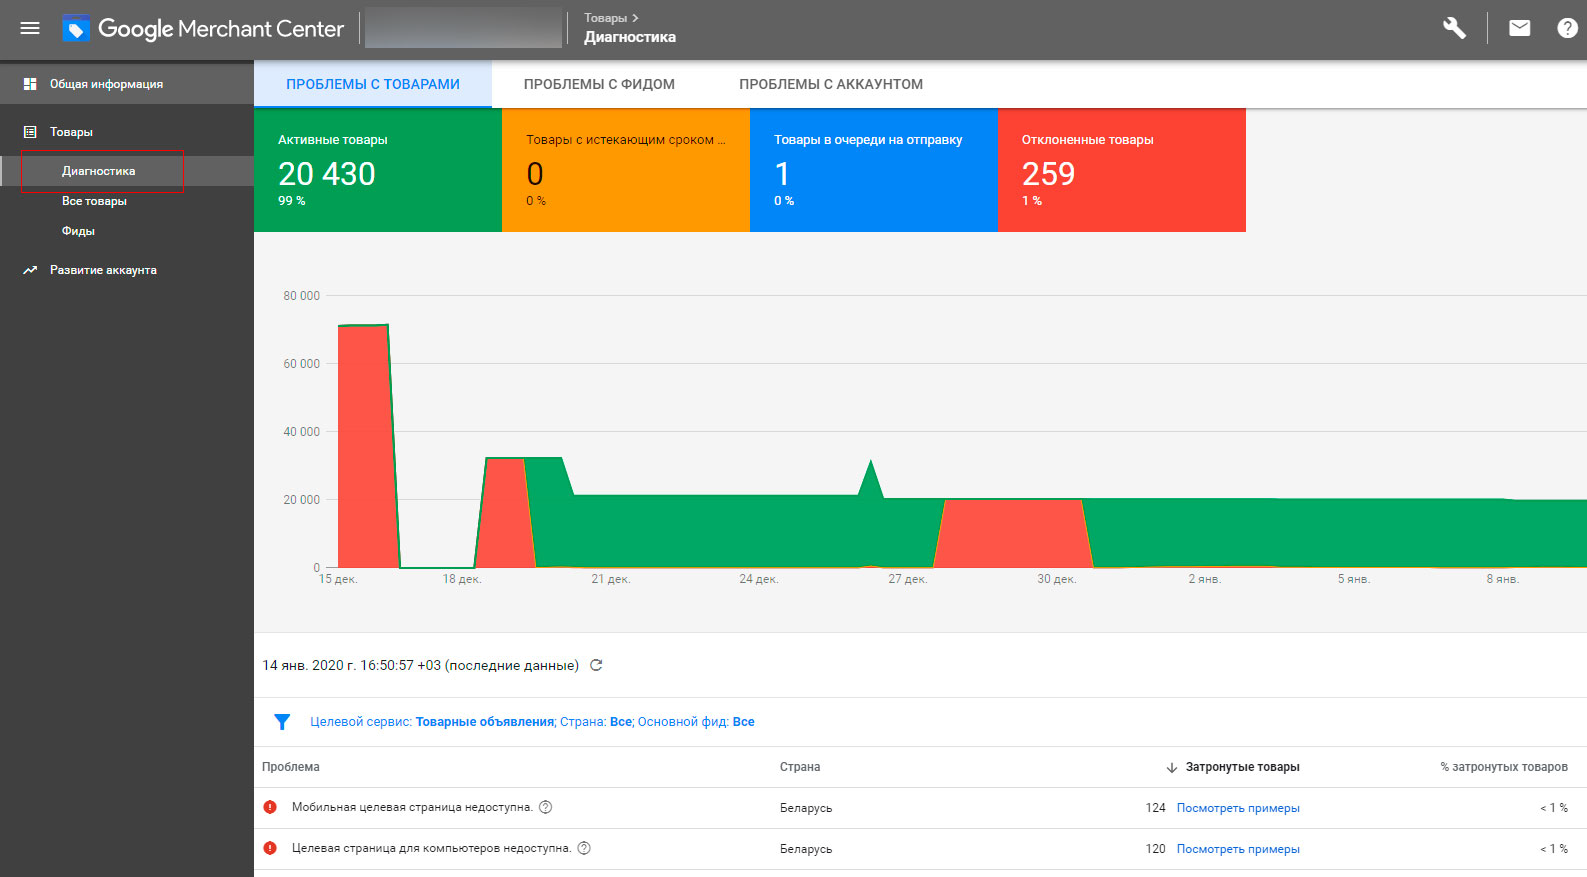 Google Merchant Center
Товары >
Диагностика
Общая информация
Товары
Диагностика
Все товары
Фиды
Развитие аккаунта
ПРОБЛЕМЫ С ТОВАРАМИ ПРОБЛЕМЫ С ФИДОМ ПРОБЛЕМЫ С АККАУНТОМ
Активные товары
20 430
99 %
Товары с истекающим сроком ...
0
0 %
Товары в очереди на отправку
1
0 %
Отклоненные товары
259
1 %
80 000
60 000
40 000
20 000
0
15 дек. 18 дек. 21 дек. 24 дек. 27 дек. 30 дек. 2 янв. 5 янв. 8 янв.
14 янв. 2020 г. 16:50:57 +03 (последние данные)
Целевой сервис: Товарные объявления; Страна: Все; Основной фид: Все
Проблема Страна Затронутые товары % затронутых товаров
Мобильная целевая страница недоступна. Беларусь 124 Посмотреть примеры < 1 %
Целевая страница для компьютеров недоступна. Беларусь 120 Посмотреть примеры < 1 %